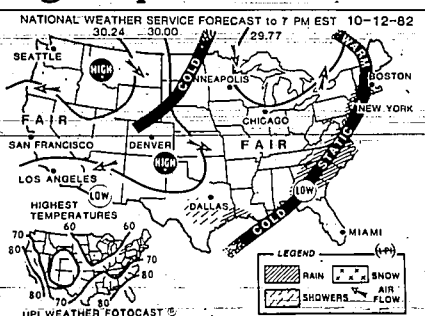 NATIONAL WEATHER SERVICE FORECAST to 7 PM EST 10-12-82
30.24 30.00 29.77
SEATTLE
HIGH
COLD
WARM
BOSTON
NEW YORK
CHICAGO
FAIR
FAIR
SAN FRANCISCO
DENVER
HIGH
STATIC
LOS ANGELES
LOW
DALLAS
LOW
COLD
MIAMI
HIGHEST
TEMPERATURES
60
70
70
80
80
70
80
80
70
LEGEND
UPI
RAIN
SNOW
SHOWERS
AIR
FLOW
UPI WEATHER FOTOCAST ©